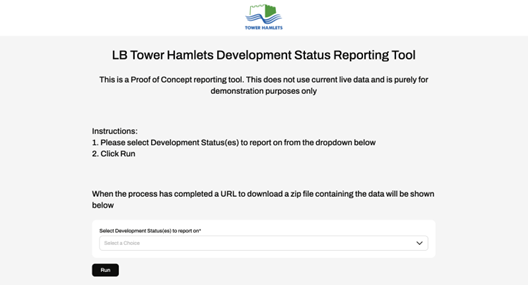 TOWER HAMLETS
LB Tower Hamlets Development Status Reporting Tool
This is a Proof of Concept reporting tool. This does not use current live data and is purely for
demonstration purposes only
Instructions:
1. Please select Development Status(es) to report on from the dropdown below
2. Click Run
When the process has completed a URL to download a zip file containing the data will be shown
below
Select Development Status(es) to report on*
Select a Choice
Run